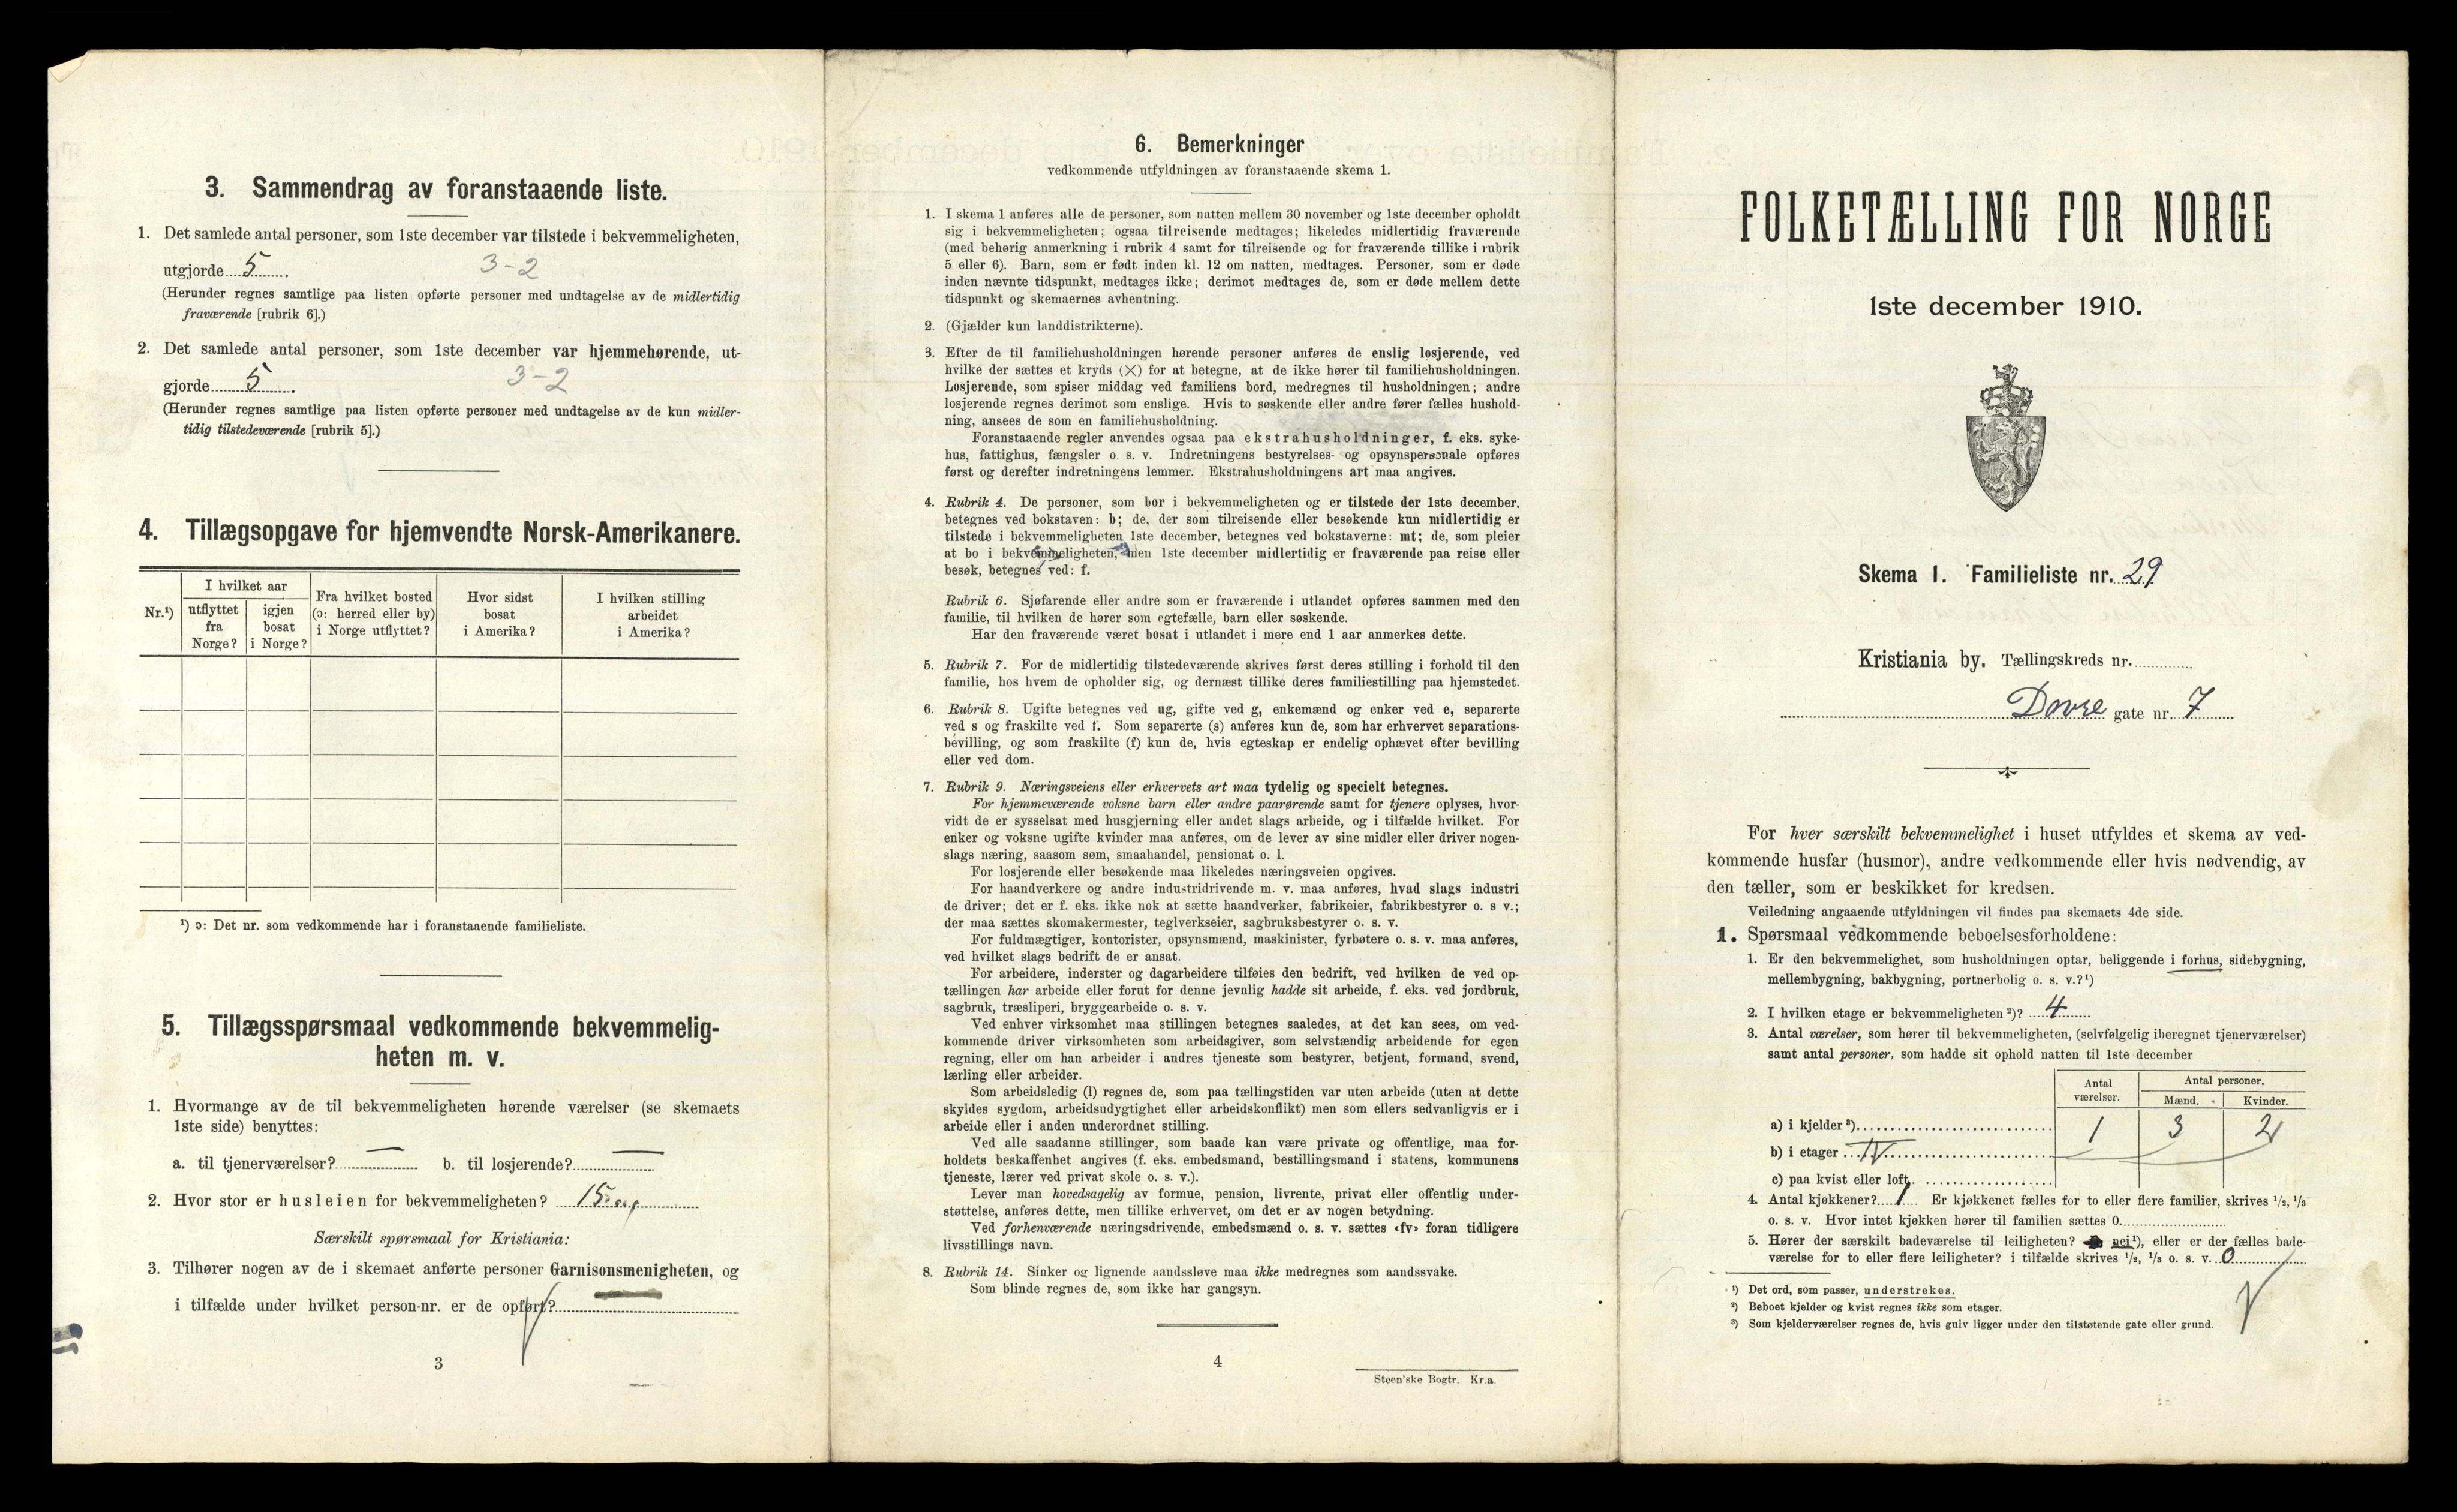 3. Sammendrag av foranstaaende liste.
1. Det samlede antal personer, som 1ste december var tilstede i bekvemmeligheten,
utgjorde 5. 3-2
(Herunder regnes samtlige paa listen opførte personer med undtagelse av de midlertidig
fraværende [rubrik 6].)
2. Det samlede antal personer, som 1ste december var hjemmehørende, ut-
gjorde 5. 3-2
(Herunder regnes samtlige paa listen opførte personer med undtagelse av de kun midler-
tidig tilstedeværende [rubrik 5].)
4. Tillægsopgave for hjemvendte Norsk-Amerikanere.
Nr.¹)
I hvilket aar
utflyttet
fra
Norge?
igjen
bosat
i Norge?
Fra hvilket bosted
(ɔ: herred eller by)
i Norge utflyttet?
Hvor sidst
bosat
i Amerika?
I hvilken stilling
arbeidet
i Amerika?
¹) ɔ: Det nr. som vedkommende har i foranstaaende familieliste.
5. Tillægsspørsmaal vedkommende bekvemmelig-
heten m. v.
1. Hvormange av de til bekvemmeligheten hørende værelser (se skemaets
1ste side) benyttes:
a. til tjenerværelser? — b. til losjerende? —
2. Hvor stor er husleien for bekvemmeligheten? 15
Særskilt spørsmaal for Kristiania:
3. Tilhører nogen av de i skemaet anførte personer Garnisonsmenigheten, og
i tilfælde under hvilket person-nr. er de opført?
3
6. Bemerkninger
vedkommende utfyldningen av foranstaaende skema 1.
1. I skema 1 anføres alle de personer, som natten mellem 30 november og 1ste december opholdt
sig i bekvemmeligheten; ogsaa tilreisende medtages; likeledes midlertidig fraværende
(med behørig anmerkning i rubrik 4 samt for tilreisende og for fraværende tillike i rubrik
5 eller 6). Barn, som er født inden kl. 12 om natten, medtages. Personer, som er døde
inden nævnte tidspunkt, medtages ikke; derimot medtages de, som er døde mellem dette
tidspunkt og skemaernes avhentning.
2. (Gjælder kun landdistrikterne).
3. Efter de til familiehusholdningen hørende personer anføres de enslig losjerende, ved
hvilke der sættes et kryds (×) for at betegne, at de ikke hører til familiehusholdningen.
Losjerende, som spiser middag ved familiens bord, medregnes til husholdningen; andre
losjerende regnes derimot som enslige. Hvis to søskende eller andre fører fælles hushold-
ning, ansees de som en familiehusholdning.
Foranstaaende regler anvendes ogsaa paa ekstrahusholdninger, f. eks. syke-
hus, fattighus, fængsler o. s. v. Indretningens bestyrelses- og opsynspersonale opføres
først og derefter indretningens lemmer. Ekstrahusholdningens art maa angives.
4. Rubrik 4. De personer, som bor i bekvemmeligheten og er tilstede der 1ste december,
betegnes ved bokstaven: b; de, der som tilreisende eller besøkende kun midlertidig er
tilstede i bekvemmeligheten 1ste december, betegnes ved bokstaverne: mt; de, som pleier
at bo i bekvemmeligheten, men 1ste december midlertidig er fraværende paa reise eller
besøk, betegnes ved: f.
Rubrik 6. Sjøfarende eller andre som er fraværende i utlandet opføres sammen med den
familie, til hvilken de hører som egtefælle, barn eller søskende.
Har den fraværende været bosat i utlandet i mere end 1 aar anmerkes dette.
5. Rubrik 7. For de midlertidig tilstedeværende skrives først deres stilling i forhold til den
familie, hos hvem de opholder sig, og dernæst tillike deres familiestilling paa hjemstedet.
6. Rubrik 8. Ugifte betegnes ved ug, gifte ved g, enkemænd og enker ved e, separerte
ved s og fraskilte ved f. Som separerte (s) anføres kun de, som har erhvervet separations-
bevilling, og som fraskilte (f) kun de, hvis egteskap er endelig ophævet efter bevilling
eller ved dom.
7. Rubrik 9. Næringsveiens eller erhvervets art maa tydelig og specielt betegnes.
For hjemmeværende voksne barn eller andre paarørende samt for tjenere oplyses, hvor-
vidt de er sysselsat med husgjerning eller andet slags arbeide, og i tilfælde hvilket. For
enker og voksne ugifte kvinder maa anføres, om de lever av sine midler eller driver nogen-
slags næring, saasom søm, smaahandel, pensionat o. l.
For losjerende eller besøkende maa likeledes næringsveien opgives.
For haandverkere og andre industridrivende m. v. maa anføres, hvad slags industri
de driver; det er f. eks. ikke nok at sætte haandverker, fabrikeier, fabrikbestyrer o. s v.;
der maa sættes skomakermester, teglverkseier, sagbruksbestyrer o. s. v.
For fuldmægtiger, kontorister, opsynsmænd, maskinister, fyrbøtere o. s. v. maa anføres,
ved hvilket slags bedrift de er ansat.
For arbeidere, inderster og dagarbeidere tilføies den bedrift, ved hvilken de ved op-
tællingen har arbeide eller forut for denne jevnlig hadde sit arbeide, f. eks. ved jordbruk,
sagbruk, træsliperi, bryggearbeide o. s. v.
Ved enhver virksomhet maa stillingen betegnes saaledes, at det kan sees, om ved-
kommende driver virksomheten som arbeidsgiver, som selvstændig arbeidende for egen
regning, eller om han arbeider i andres tjeneste som bestyrer, betjent, formand, svend,
lærling eller arbeider.
Som arbeidsledig (l) regnes de, som paa tællingstiden var uten arbeide (uten at dette
skyldes sygdom, arbeidsudygtighet eller arbeidskonflikt) men som ellers sedvanligvis er i
arbeide eller i anden underordnet stilling.
Ved alle saadanne stillinger, som baade kan være private og offentlige, maa for-
holdets beskaffenhet angives (f. eks. embedsmand, bestillingsmand i statens, kommunens
tjeneste, lærer ved privat skole o. s. v.).
Lever man hovedsagelig av formue, pension, livrente, privat eller offentlig under-
støttelse, anføres dette, men tillike erhvervet, om det er av nogen betydning.
Ved forhenværende næringsdrivende, embedsmænd o. s. v. sættes «fv» foran tidligere
livsstillings navn.
8. Rubrik 14. Sinker og lignende aandssløve maa ikke medregnes som aandssvake.
Som blinde regnes de, som ikke har gangsyn.
4
Steen'ske Bogtr. Kr.a.
FOLKETÆLLING FOR NORGE
1ste december 1910.
Skema 1. Familieliste nr. 29
Kristiania by. Tællingskreds nr.
Dovre gate nr. 7
For hver særskilt bekvemmelighet i huset utfyldes et skema av ved-
kommende husfar (husmor), andre vedkommende eller hvis nødvendig, av
den tæller, som er beskikket for kredsen.
Veiledning angaaende utfyldningen vil findes paa skemaets 4de side.
1. Spørsmaal vedkommende beboelsesforholdene:
1. Er den bekvemmelighet, som husholdningen optar, beliggende i forhus, sidebygning,
mellembygning, bakbygning, portnerbolig o. s. v.?¹)
2. I hvilken etage er bekvemmeligheten²)? 4
3. Antal værelser, som hører til bekvemmeligheten, (selvfølgelig iberegnet tjenerværelser)
samt antal personer, som hadde sit ophold natten til 1ste december
Antal
værelser.
Antal personer.
Mænd. Kvinder.
a) i kjelder³) 1 3 2
b) i etager IV
c) paa kvist eller loft
4. Antal kjøkkener? 1 Er kjøkkenet fælles for to eller flere familier, skrives ¹/₂, ¹/₃
o. s. v. Hvor intet kjøkken hører til familien sættes 0.
5. Hører der særskilt badeværelse til leiligheten? nei¹), eller er der fælles bade-
værelse for to eller flere leiligheter? i tilfælde skrives ¹/₂, ¹/₃ o. s. v. 0
¹) Det ord, som passer, understrekes.
²) Beboet kjelder og kvist regnes ikke som etager.
³) Som kjelderværelser regnes de, hvis gulv ligger under den tilstøtende gate eller grund.